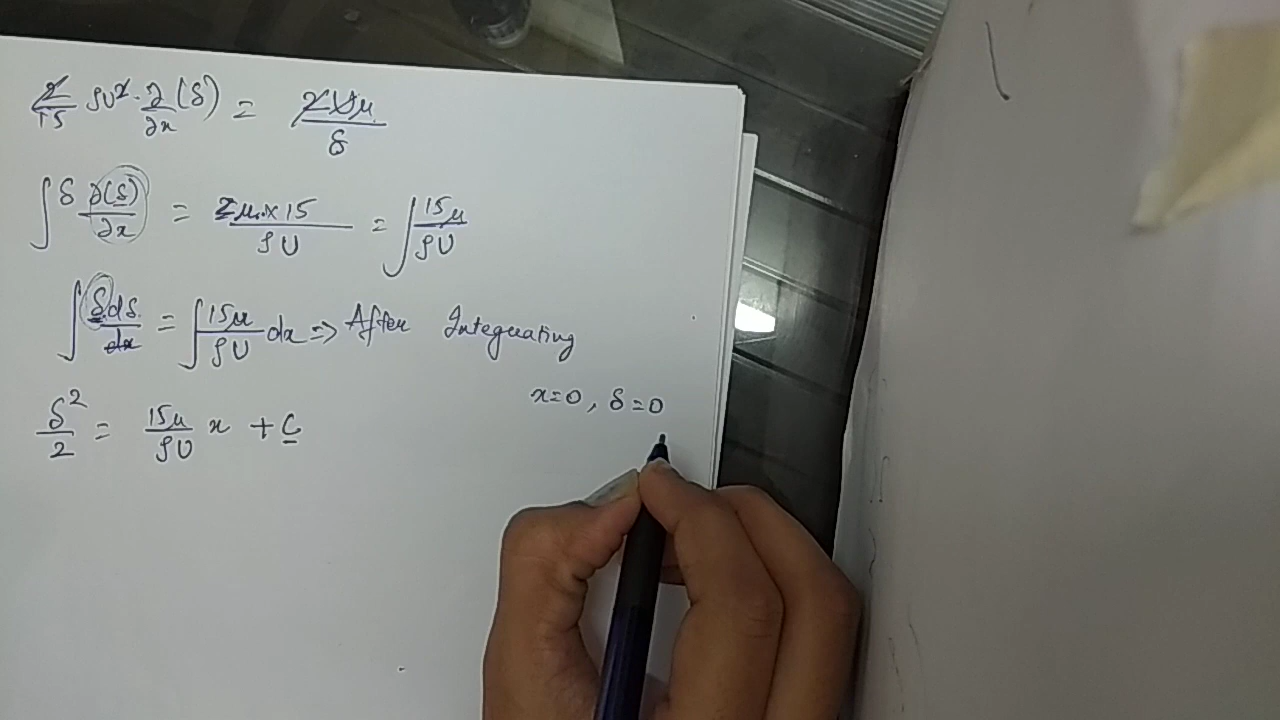 2/15 ρU² · ∂/∂x (δ) = 2Uμ/δ
∫ δ ∂(δ)/∂x = 2μ × 15/ρU = ∫ 15μ/ρU
∫ δ dδ/dx = ∫ 15μ/ρU dx ⇒ After Integrating
x=0, δ=0
δ²/2 = 15μ/ρU x + C